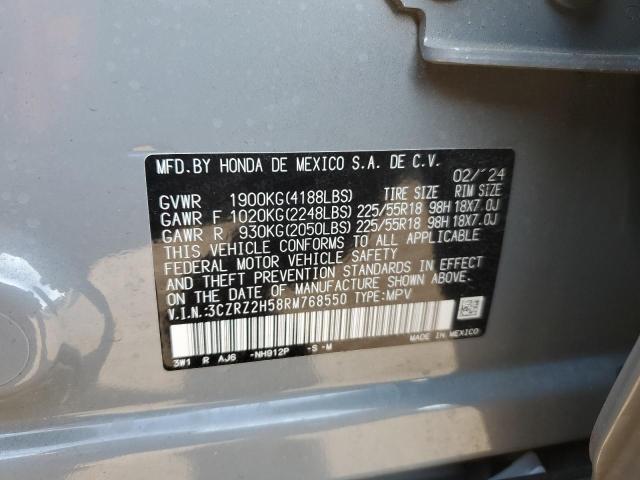 MFD.BY HONDA DE MEXICO S.A. DE C.V.
02/'24
GVWR 1900KG(4188LBS) TIRE SIZE RIM SIZE
GAWR F 1020KG(2248LBS) 225/55R18 98H 18X7.0J
GAWR R 930KG(2050LBS) 225/55R18 98H 18X7.0J
THIS VEHICLE CONFORMS TO ALL APPLICABLE
FEDERAL MOTOR VEHICLE SAFETY AND
THEFT PREVENTION STANDARDS IN EFFECT
ON THE DATE OF MANUFACTURE SHOWN ABOVE.
V.I.N.:3CZRZ2H58RM768550 TYPE:MPV
MADE IN MEXICO
3W1 R AJ6 -NH912P -S -M